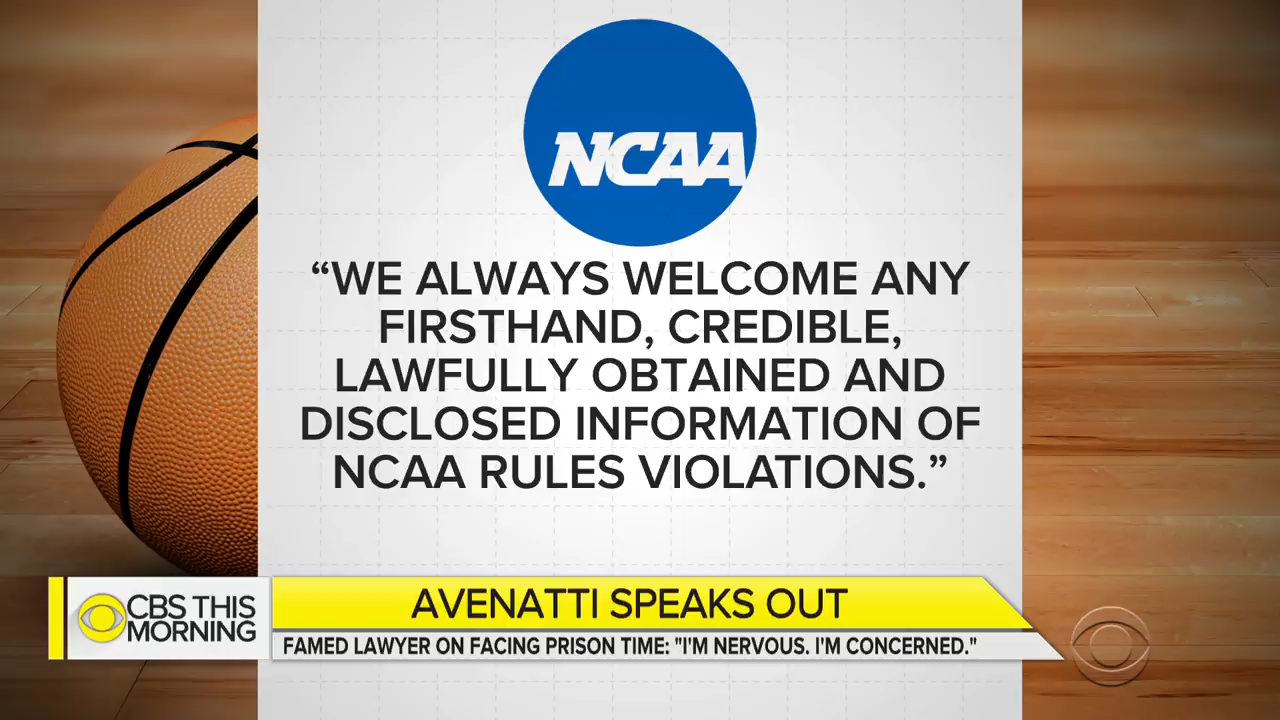 NCAA
“WE ALWAYS WELCOME ANY
FIRSTHAND, CREDIBLE,
LAWFULLY OBTAINED AND
DISCLOSED INFORMATION OF
NCAA RULES VIOLATIONS.”
CBS THIS
MORNING
AVENATTI SPEAKS OUT
FAMED LAWYER ON FACING PRISON TIME: "I'M NERVOUS. I'M CONCERNED."